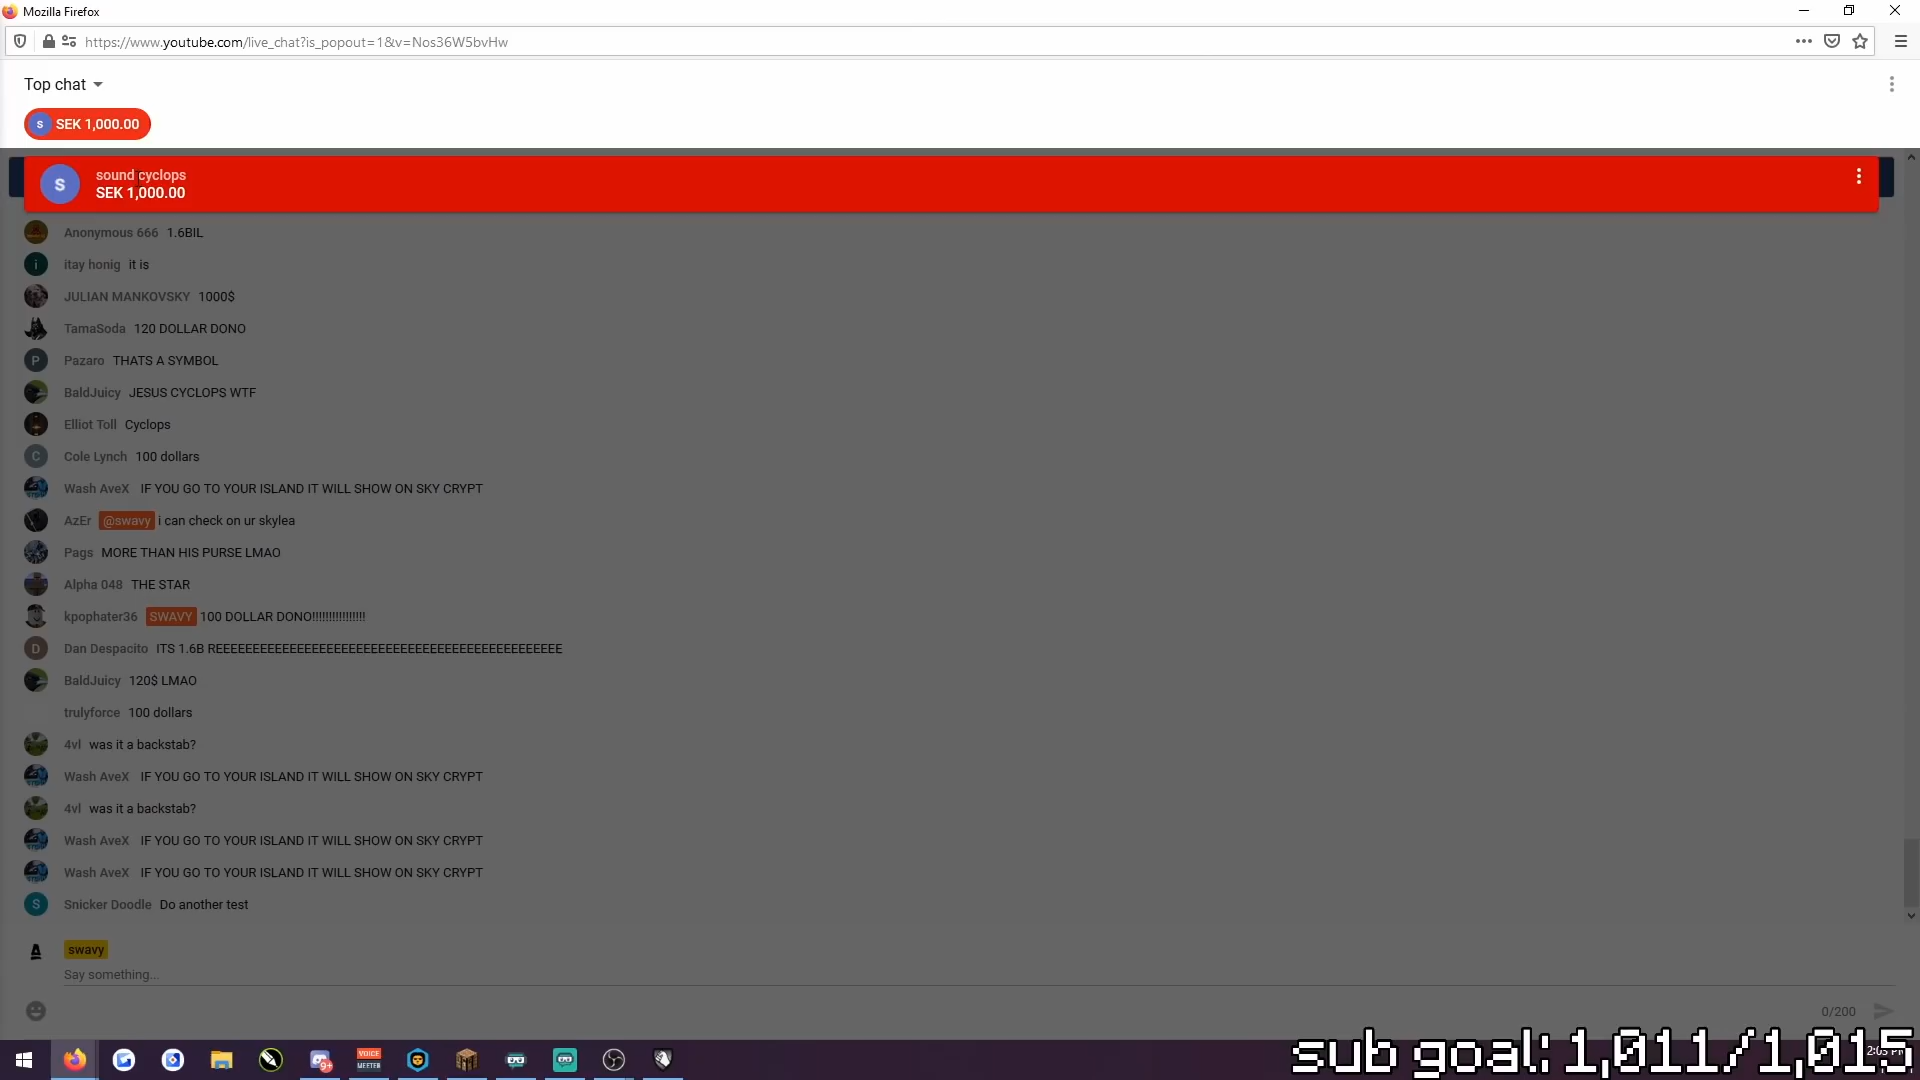 Mozilla Firefox
https://www.youtube.com/live_chat?is_popout=1&v=Nos36W5bvHw
Top chat
s SEK 1,000.00
s sound cyclops
SEK 1,000.00
Anonymous 666 1.6BIL
i itay honig it is
JULIAN MANKOVSKY 1000$
TamaSoda 120 DOLLAR DONO
P Pazaro THATS A SYMBOL
BaldJuicy JESUS CYCLOPS WTF
Elliot Toll Cyclops
C Cole Lynch 100 dollars
Wash AveX IF YOU GO TO YOUR ISLAND IT WILL SHOW ON SKY CRYPT
AzEr @swavy i can check on ur skylea
Pags MORE THAN HIS PURSE LMAO
Alpha 048 THE STAR
kpophater36 SWAVY 100 DOLLAR DONO!!!!!!!!!!!!!!!!
D Dan Despacito ITS 1.6B REEEEEEEEEEEEEEEEEEEEEEEEEEEEEEEEEEEEEEEEEEEEEEE
BaldJuicy 120$ LMAO
trulyforce 100 dollars
4vl was it a backstab?
Wash AveX IF YOU GO TO YOUR ISLAND IT WILL SHOW ON SKY CRYPT
4vl was it a backstab?
Wash AveX IF YOU GO TO YOUR ISLAND IT WILL SHOW ON SKY CRYPT
Wash AveX IF YOU GO TO YOUR ISLAND IT WILL SHOW ON SKY CRYPT
S Snicker Doodle Do another test
swavy
Say something...
0/200
9+
VOICE
MEETER
sub goal: 1,011/1,015